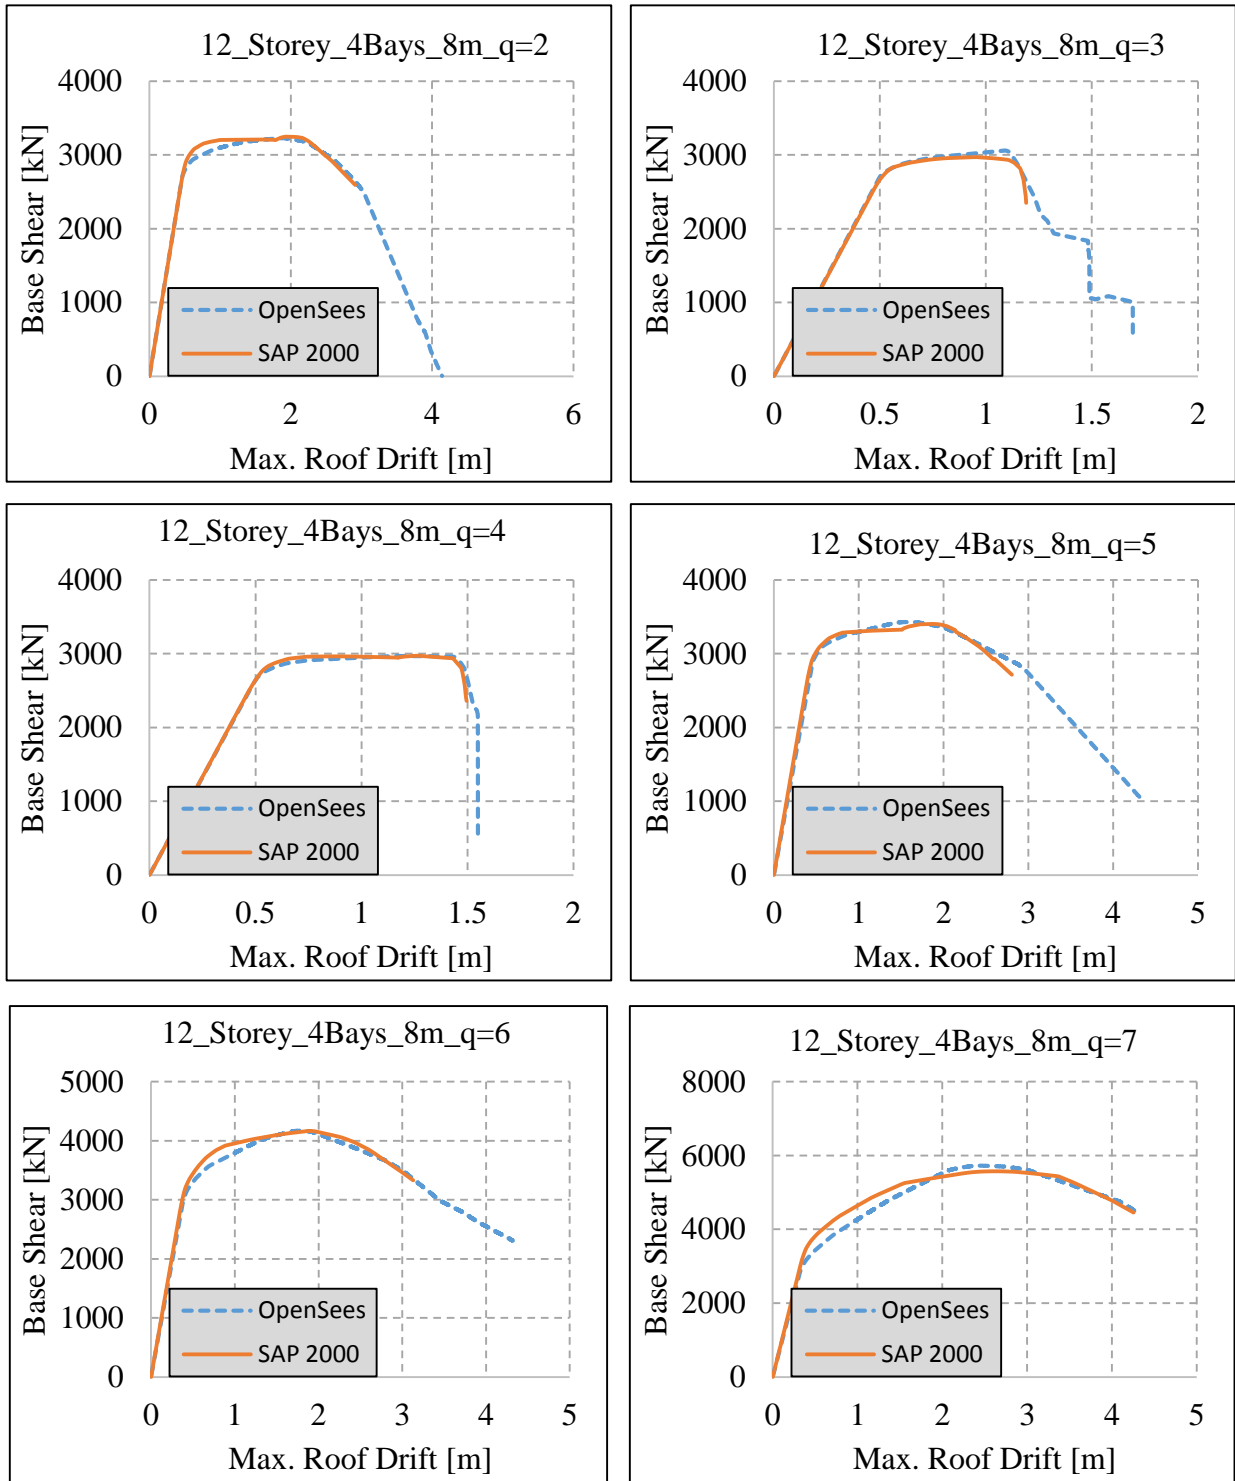 12_Storey_4Bays_8m_q=2
4000
3000
2000
1000
0
Base Shear [kN]
OpenSees
SAP 2000
0 2 4 6
Max. Roof Drift [m]
12_Storey_4Bays_8m_q=3
4000
3000
2000
1000
0
Base Shear [kN]
OpenSees
SAP 2000
0 0.5 1 1.5 2
Max. Roof Drift [m]
12_Storey_4Bays_8m_q=4
4000
3000
2000
1000
0
Base Shear [kN]
OpenSees
SAP 2000
0 0.5 1 1.5 2
Max. Roof Drift [m]
12_Storey_4Bays_8m_q=5
4000
3000
2000
1000
0
Base Shear [kN]
OpenSees
SAP 2000
0 1 2 3 4 5
Max. Roof Drift [m]
12_Storey_4Bays_8m_q=6
5000
4000
3000
2000
1000
0
Base Shear [kN]
OpenSees
SAP 2000
0 1 2 3 4 5
Max. Roof Drift [m]
12_Storey_4Bays_8m_q=7
8000
6000
4000
2000
0
Base Shear [kN]
OpenSees
SAP 2000
0 1 2 3 4 5
Max. Roof Drift [m]